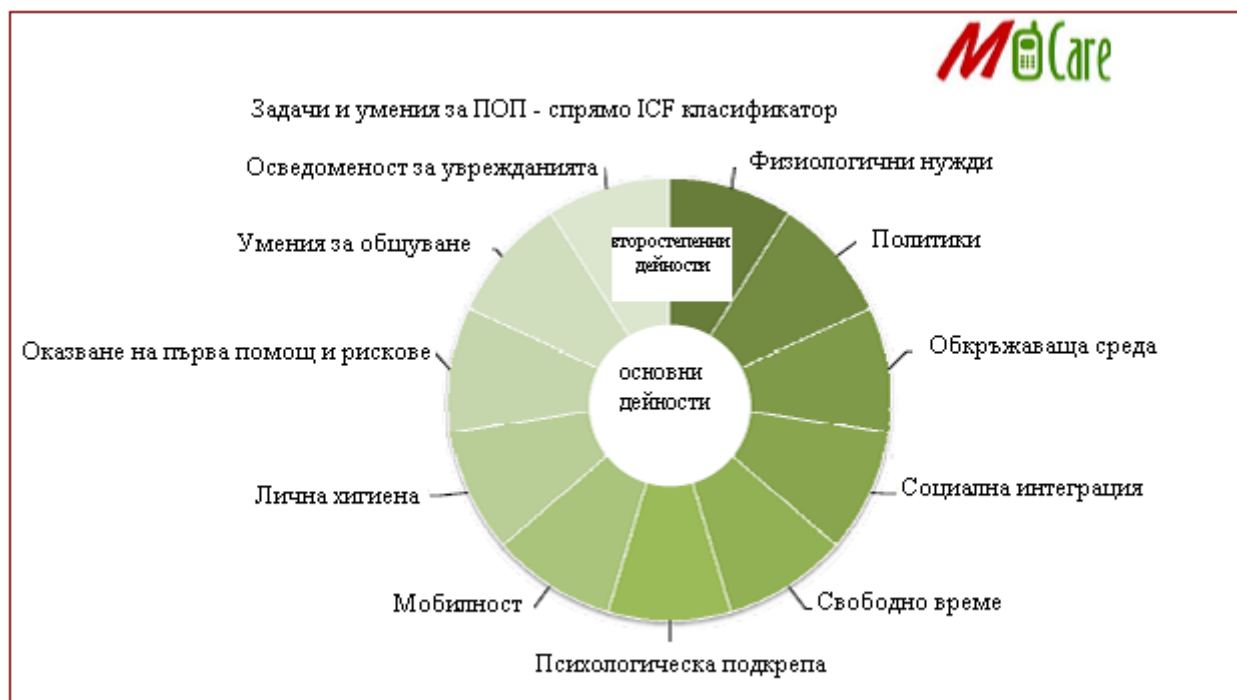 MCare
Задачи и умения за ПОП - спрямо ICF класификатор
Осведоменост за уврежданията
Физиологични нужди
Умения за общуване
второстепенни
дейности
Политики
Оказване на първа помощ и рискове
Обкръжаваща среда
основни
дейности
Лична хигиена
Социална интеграция
Мобилност
Свободно време
Психологическа подкрепа